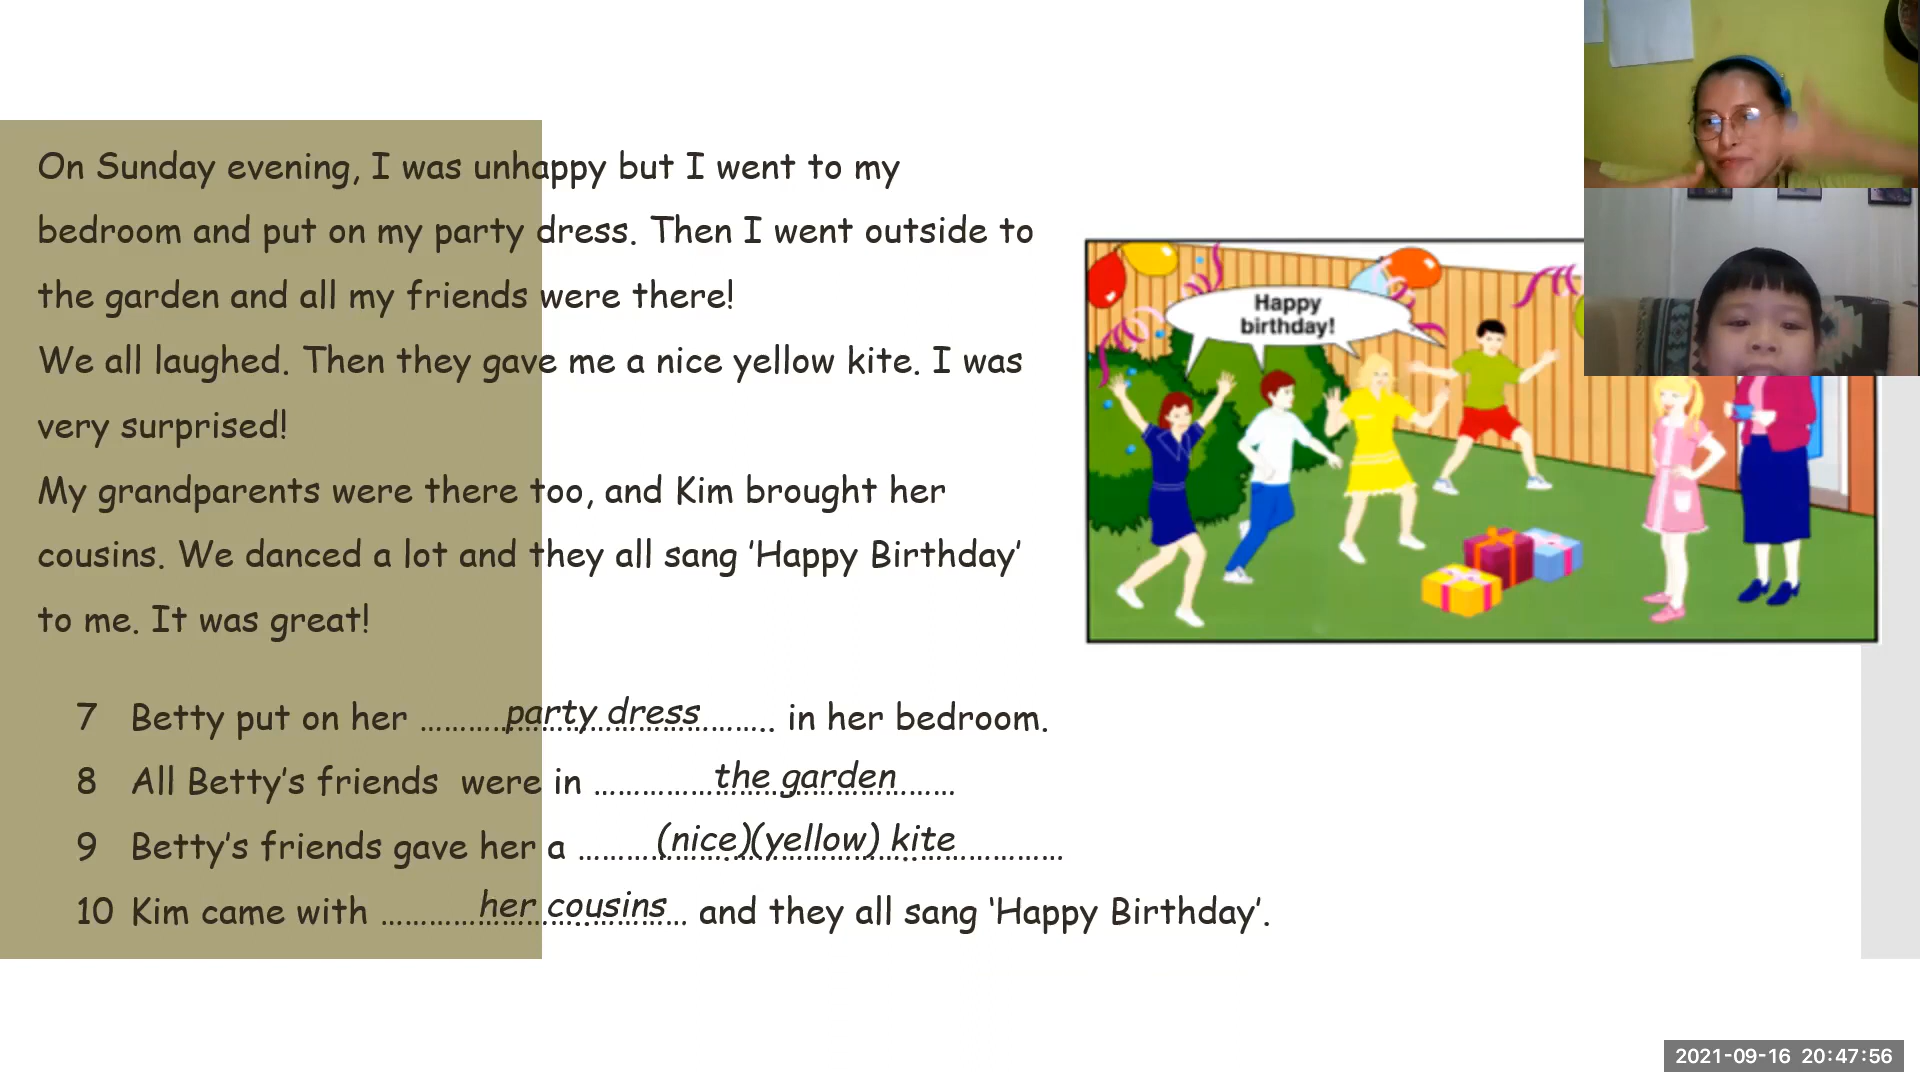 On Sunday evening, I was unhappy but I went to my
bedroom and put on my party dress. Then I went outside to
the garden and all my friends were there!
We all laughed. Then they gave me a nice yellow kite. I was
very surprised!
My grandparents were there too, and Kim brought her
cousins. We danced a lot and they all sang 'Happy Birthday'
to me. It was great!
Happy
birthday!
7 Betty put on her ………party dress…….. in her bedroom.
8 All Betty's friends  were in ……………the garden……
9 Betty's friends gave her a ………(nice)(yellow) kite…………
10 Kim came with …………her cousins… and they all sang 'Happy Birthday'.
2021-09-16 20:47:56